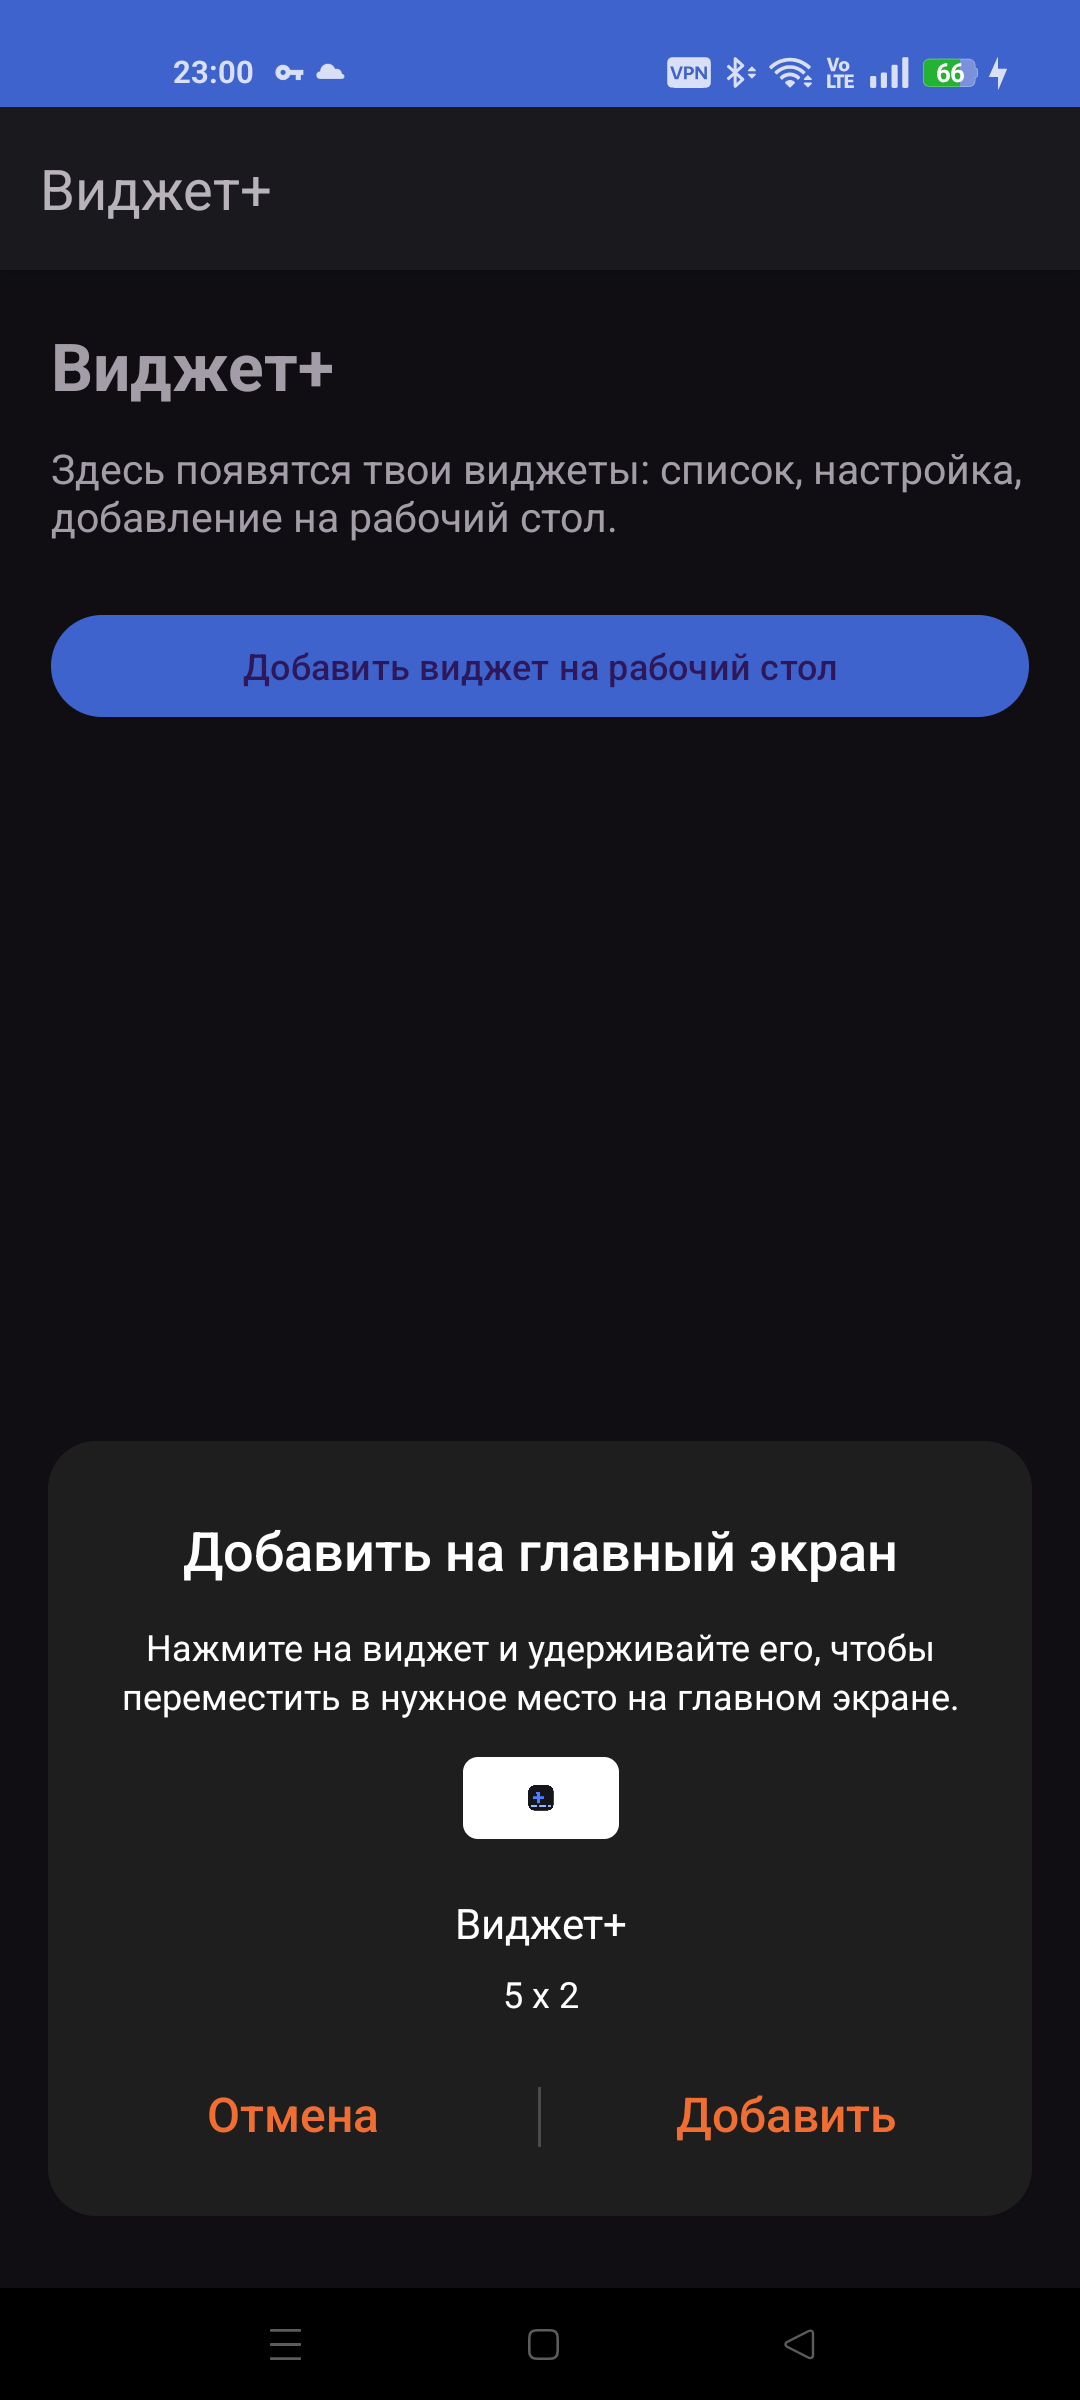 23:00
VPN
Vo
LTE
66
Виджет+
Виджет+
Здесь появятся твои виджеты: список, настройка,
добавление на рабочий стол.
Добавить виджет на рабочий стол
Добавить на главный экран
Нажмите на виджет и удерживайте его, чтобы
переместить в нужное место на главном экране.
Виджет+
5 x 2
Отмена
Добавить